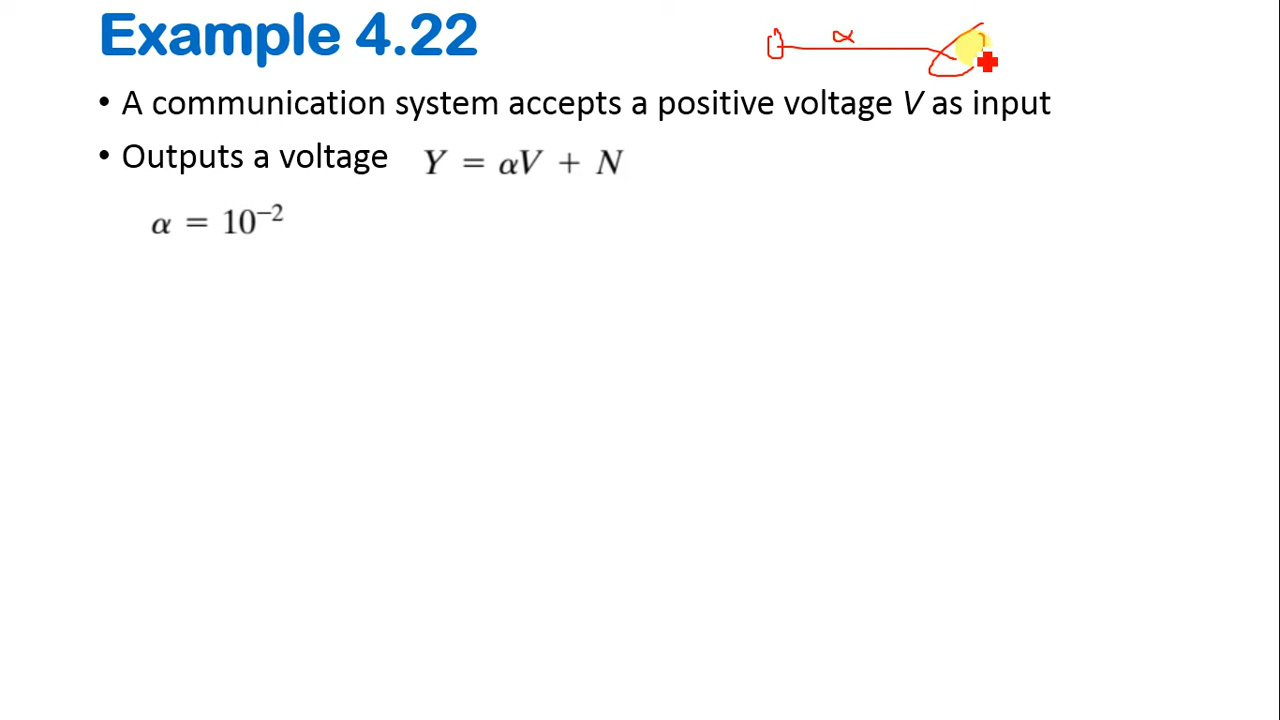 Example 4.22
α
• A communication system accepts a positive voltage V as input
• Outputs a voltage Y = αV + N
α = 10⁻²